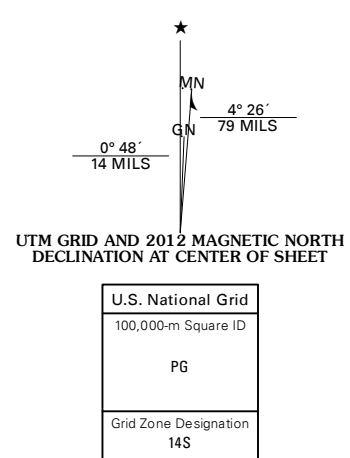 ★
MN
4° 26´
79 MILS
GN
0° 48´
14 MILS
UTM GRID AND 2012 MAGNETIC NORTH
DECLINATION AT CENTER OF SHEET
U.S. National Grid
100,000-m Square ID
PG
Grid Zone Designation
14S